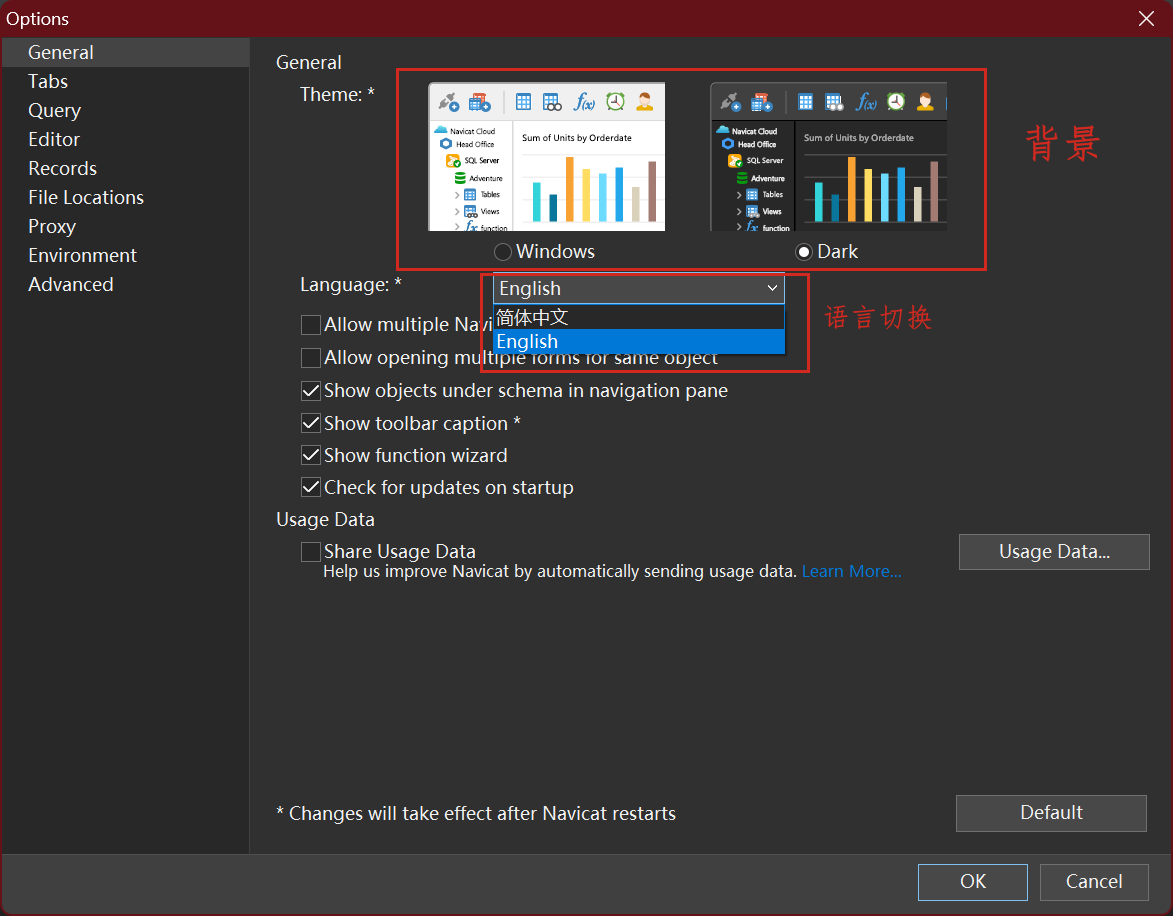 Options
General
Tabs
Query
Editor
Records
File Locations
Proxy
Environment
Advanced
General
Theme: *
Navicat Cloud
Head Office
SQL Server
Adventure
Tables
Views
function
f(x)
Sum of Units by Orderdate
Navicat Cloud
Head Office
SQL Server
Adventure
Tables
Views
function
f(x)
Sum of Units by Orderdate
背景
Windows
Dark
Language: *
English
简体中文
English
语言切换
Allow multiple Navi
Allow opening multiple forms for same object
Show objects under schema in navigation pane
Show toolbar caption *
Show function wizard
Check for updates on startup
Usage Data
Share Usage Data
Usage Data...
Help us improve Navicat by automatically sending usage data. Learn More...
* Changes will take effect after Navicat restarts
Default
OK
Cancel